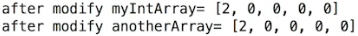 after modify myIntArray= [2, 0, 0, 0, 0]
after modify anotherArray= [2, 0, 0, 0, 0]